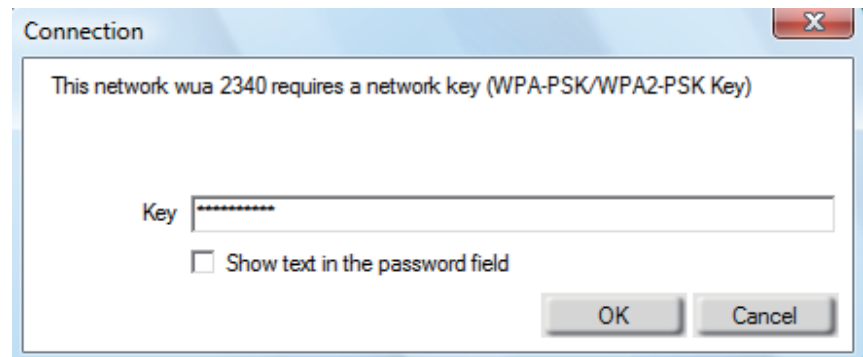 Connection
This network wua 2340 requires a network key (WPA-PSK/WPA2-PSK Key)
Key **********
Show text in the password field
OK Cancel